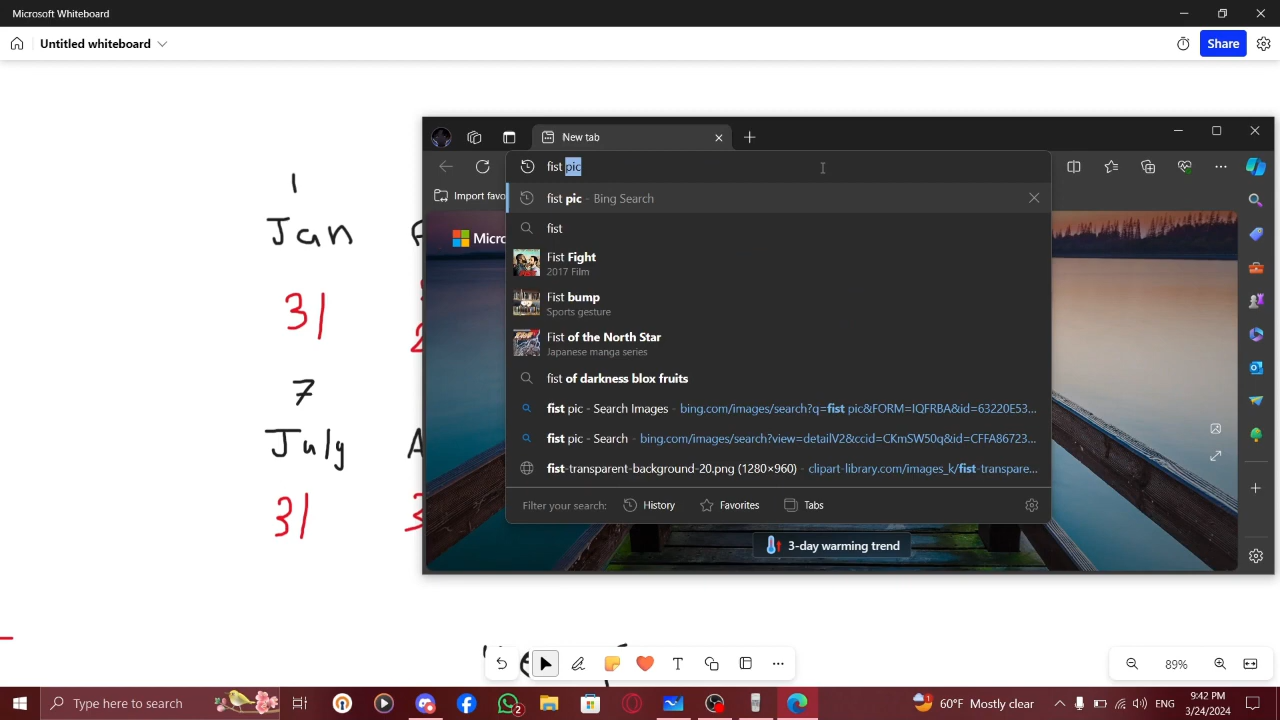 Microsoft Whiteboard
Untitled whiteboard
Share
1
Jan
31
7
July
31
New tab
fist pic
Import favo
Micro
fist pic - Bing Search
fist
Fist Fight
2017 Film
Fist bump
Sports gesture
Fist of the North Star
Japanese manga series
fist of darkness blox fruits
fist pic - Search Images - bing.com/images/search?q=fist pic&FORM=IQFRBA&id=63220E53...
fist pic - Search - bing.com/images/search?view=detailV2&ccid=CKmSW50q&id=CFFA86723...
fist-transparent-background-20.png (1280×960) - clipart-library.com/images_k/fist-transpare...
Filter your search: History Favorites Tabs
3-day warming trend
89%
Type here to search
2
1
60°F Mostly clear
ENG
9:42 PM
3/24/2024